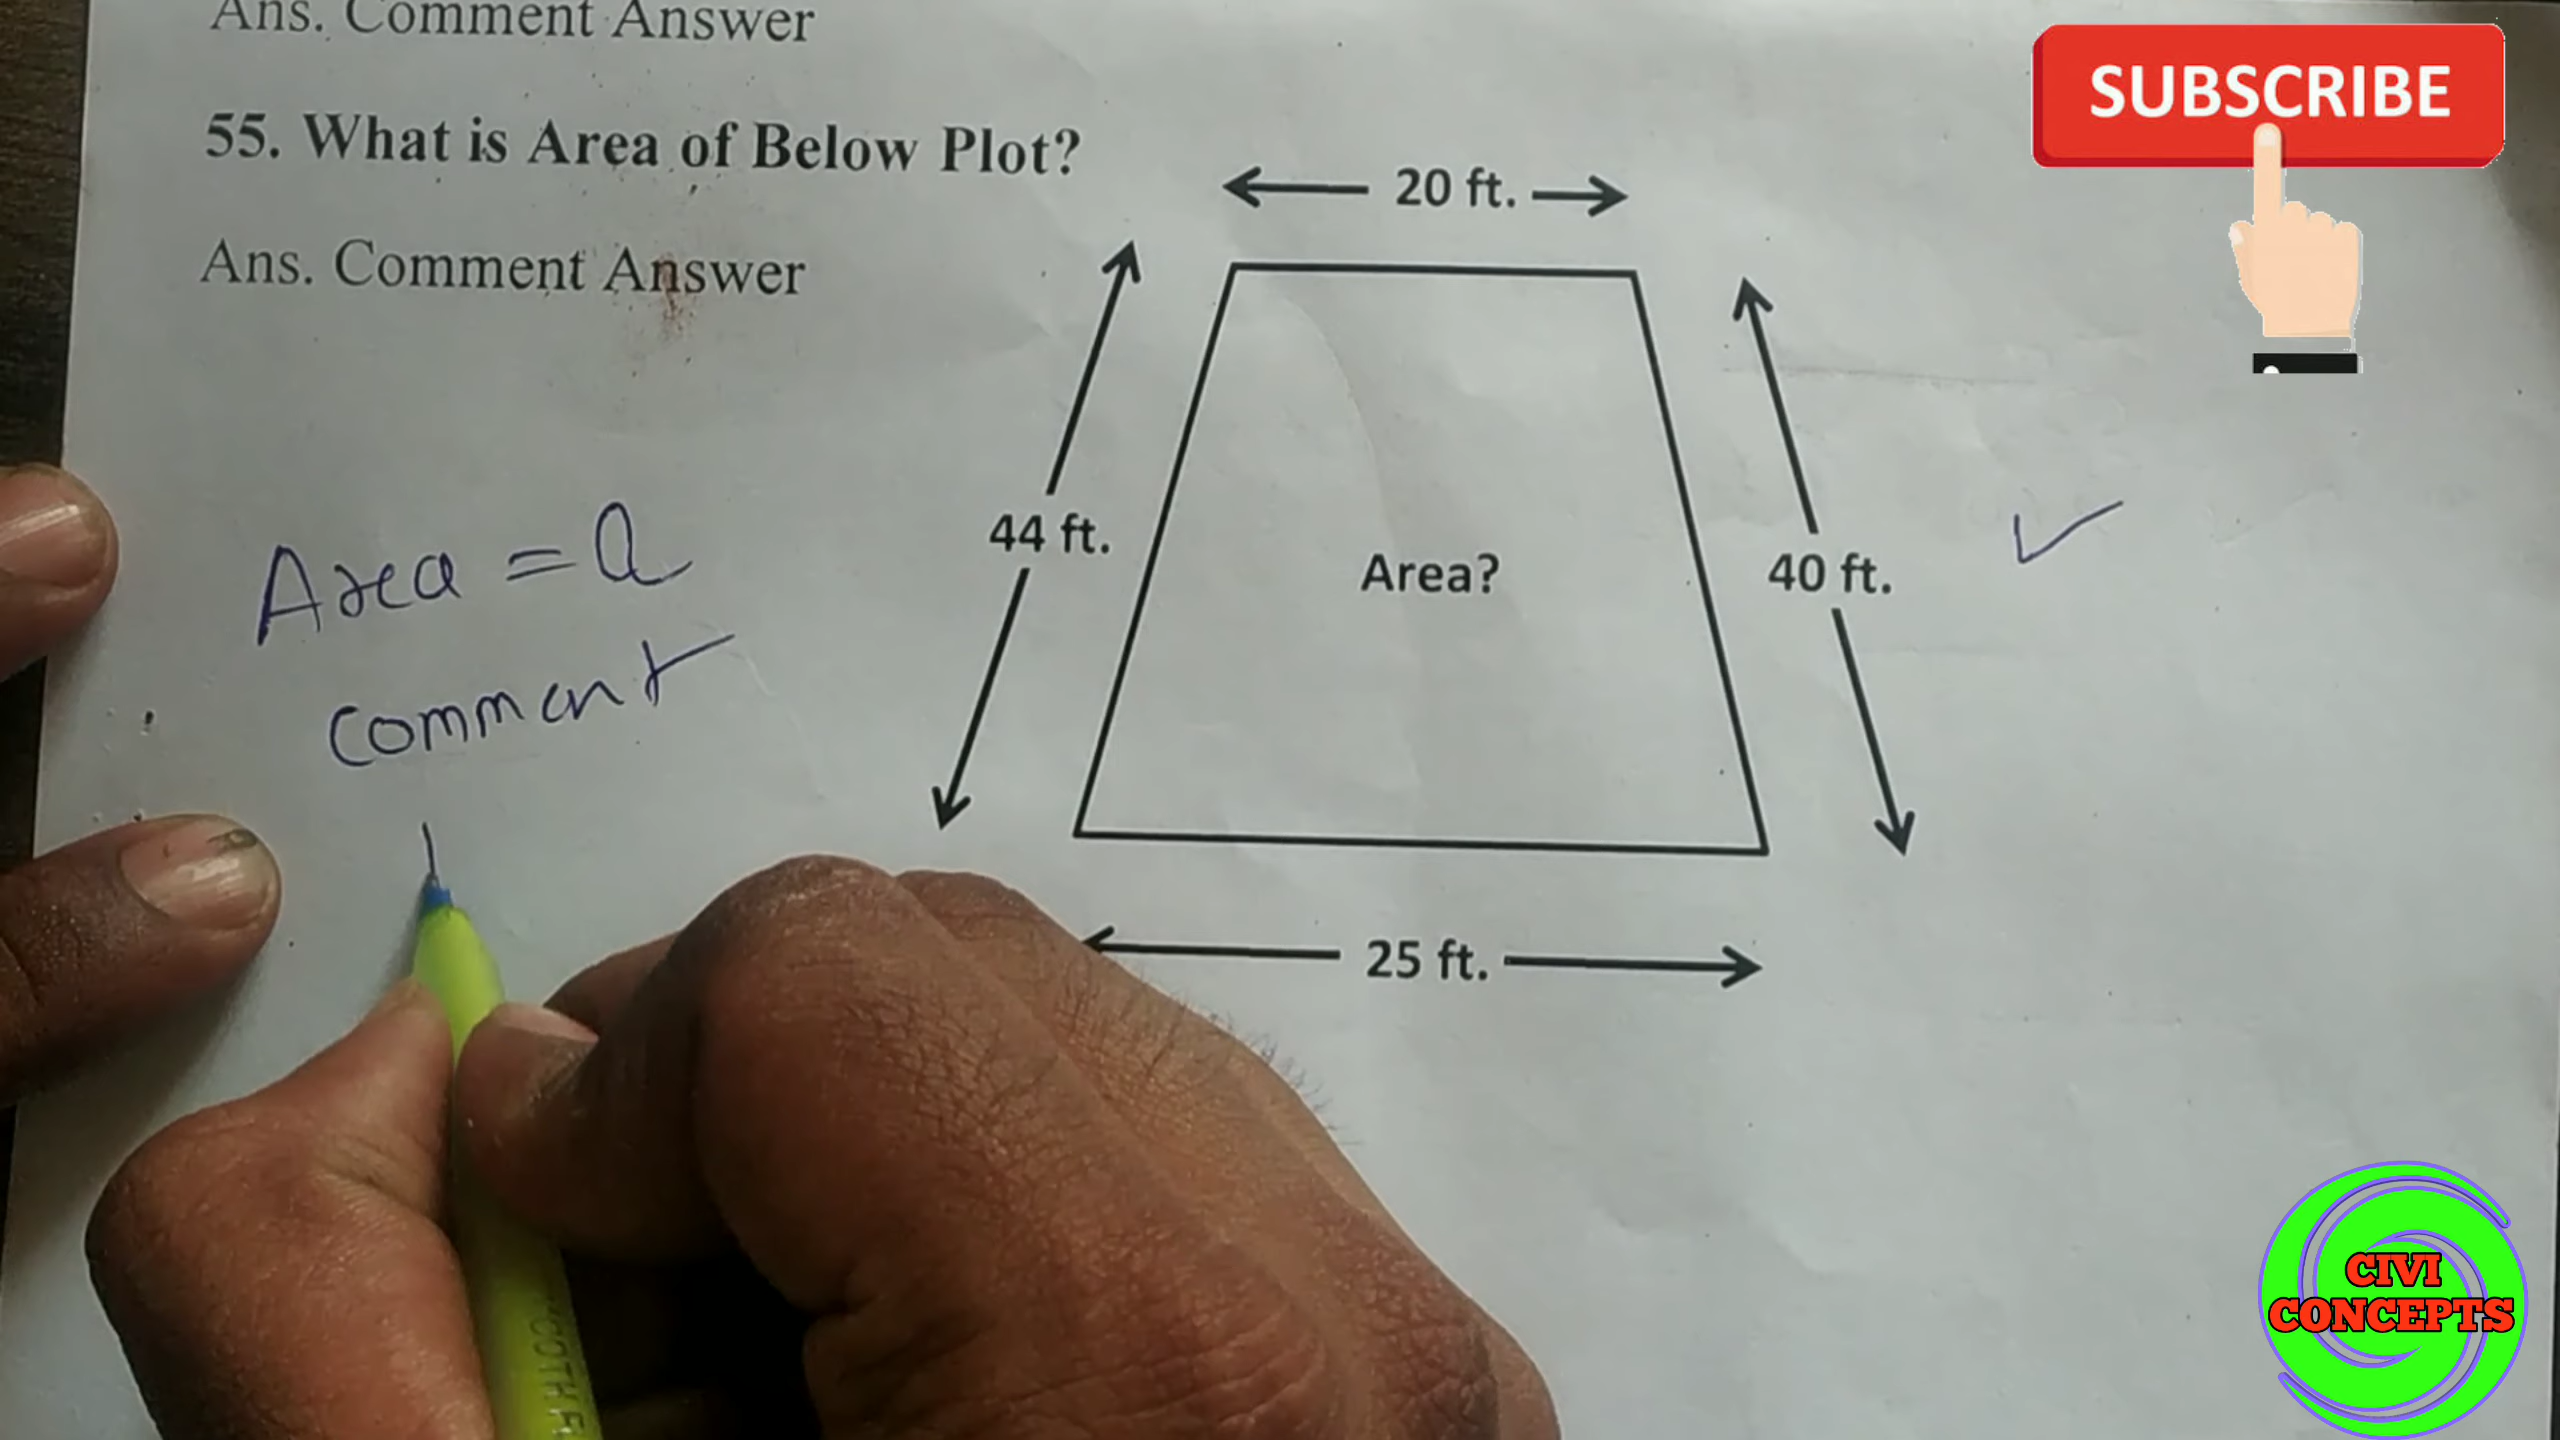 Ans. Comment Answer
SUBSCRIBE
55. What is Area of Below Plot?
20 ft.
Ans. Comment Answer
44 ft.
Area?
40 ft.
Area = a
comment
25 ft.
CIVI
CONCEPTS